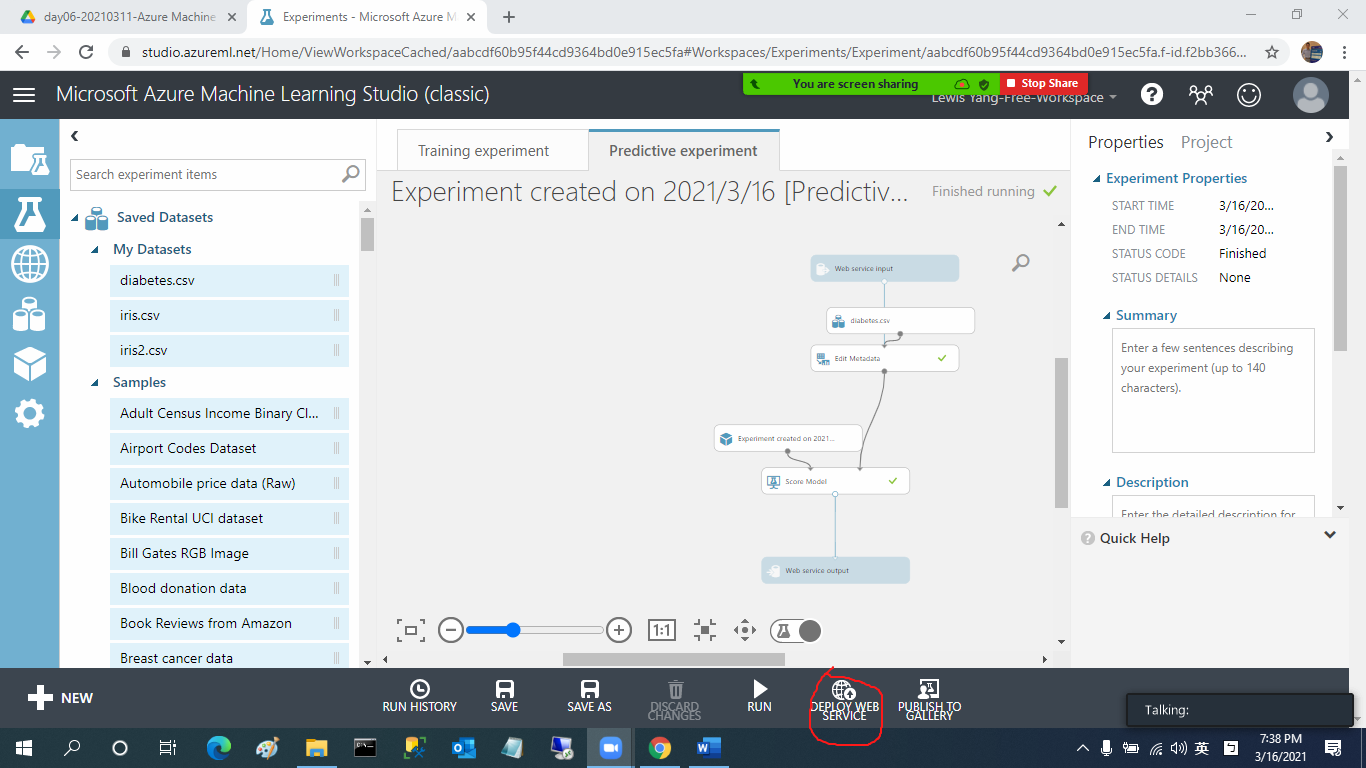 day06-20210311-Azure Machine
Experiments - Microsoft Azure M
studio.azureml.net/Home/ViewWorkspaceCached/aabcdf60b95f44cd9364bd0e915ec5fa#Workspaces/Experiments/Experiment/aabcdf60b95f44cd9364bd0e915ec5fa.f-id.f2bb366...
Microsoft Azure Machine Learning Studio (classic)
You are screen sharing
Stop Share
Lewis Yang-Free-Workspace
Search experiment items
Saved Datasets
My Datasets
diabetes.csv
iris.csv
iris2.csv
Samples
Adult Census Income Binary Cl...
Airport Codes Dataset
Automobile price data (Raw)
Bike Rental UCI dataset
Bill Gates RGB Image
Blood donation data
Book Reviews from Amazon
Breast cancer data
Training experiment
Predictive experiment
Experiment created on 2021/3/16 [Predictiv...
Finished running
Web service input
diabetes.csv
Edit Metadata
Experiment created on 2021...
Score Model
Web service output
1:1
Properties
Project
Experiment Properties
START TIME 3/16/20...
END TIME 3/16/20...
STATUS CODE Finished
STATUS DETAILS None
Summary
Enter a few sentences describing
your experiment (up to 140
characters).
Description
Enter the detailed description for
Quick Help
NEW
RUN HISTORY
SAVE
SAVE AS
DISCARD
CHANGES
RUN
DEPLOY WEB
SERVICE
PUBLISH TO
GALLERY
Talking:
英
7:38 PM
3/16/2021